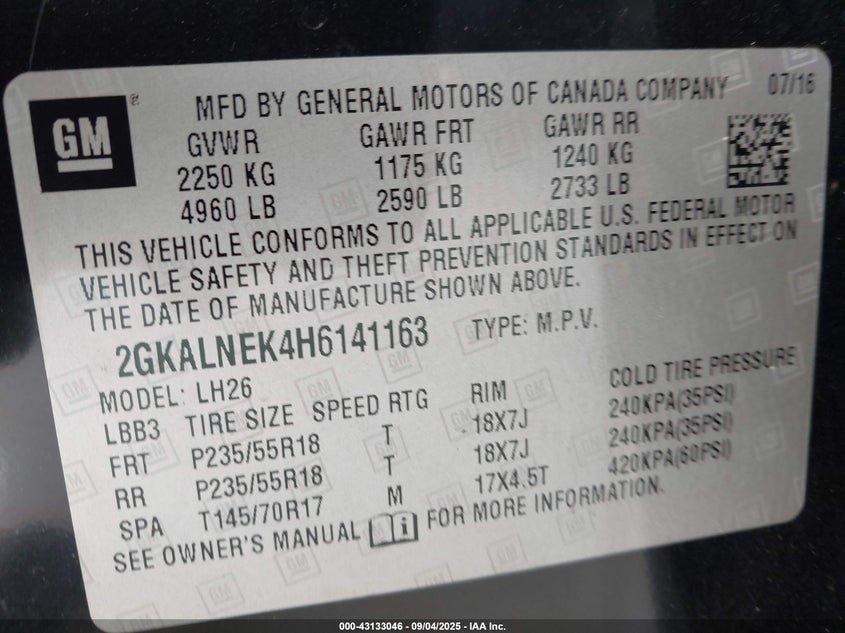 GM
®
MFD BY GENERAL MOTORS OF CANADA COMPANY 07/16
GVWR GAWR FRT GAWR RR
2250 KG 1175 KG 1240 KG
4960 LB 2590 LB 2733 LB
THIS VEHICLE CONFORMS TO ALL APPLICABLE U.S. FEDERAL MOTOR
VEHICLE SAFETY AND THEFT PREVENTION STANDARDS IN EFFECT ON
THE DATE OF MANUFACTURE SHOWN ABOVE.
2GKALNEK4H6141163 TYPE: M.P.V.
MODEL: LH26
LBB3 TIRE SIZE SPEED RTG RIM COLD TIRE PRESSURE
FRT P235/55R18 T 18X7J 240KPA(35PSI)
RR P235/55R18 T 18X7J 240KPA(35PSI)
SPA T145/70R17 M 17X4.5T 420KPA(60PSI)
SEE OWNER'S MANUAL i FOR MORE INFORMATION.
000-43133046 - 09/04/2025 - IAA Inc.